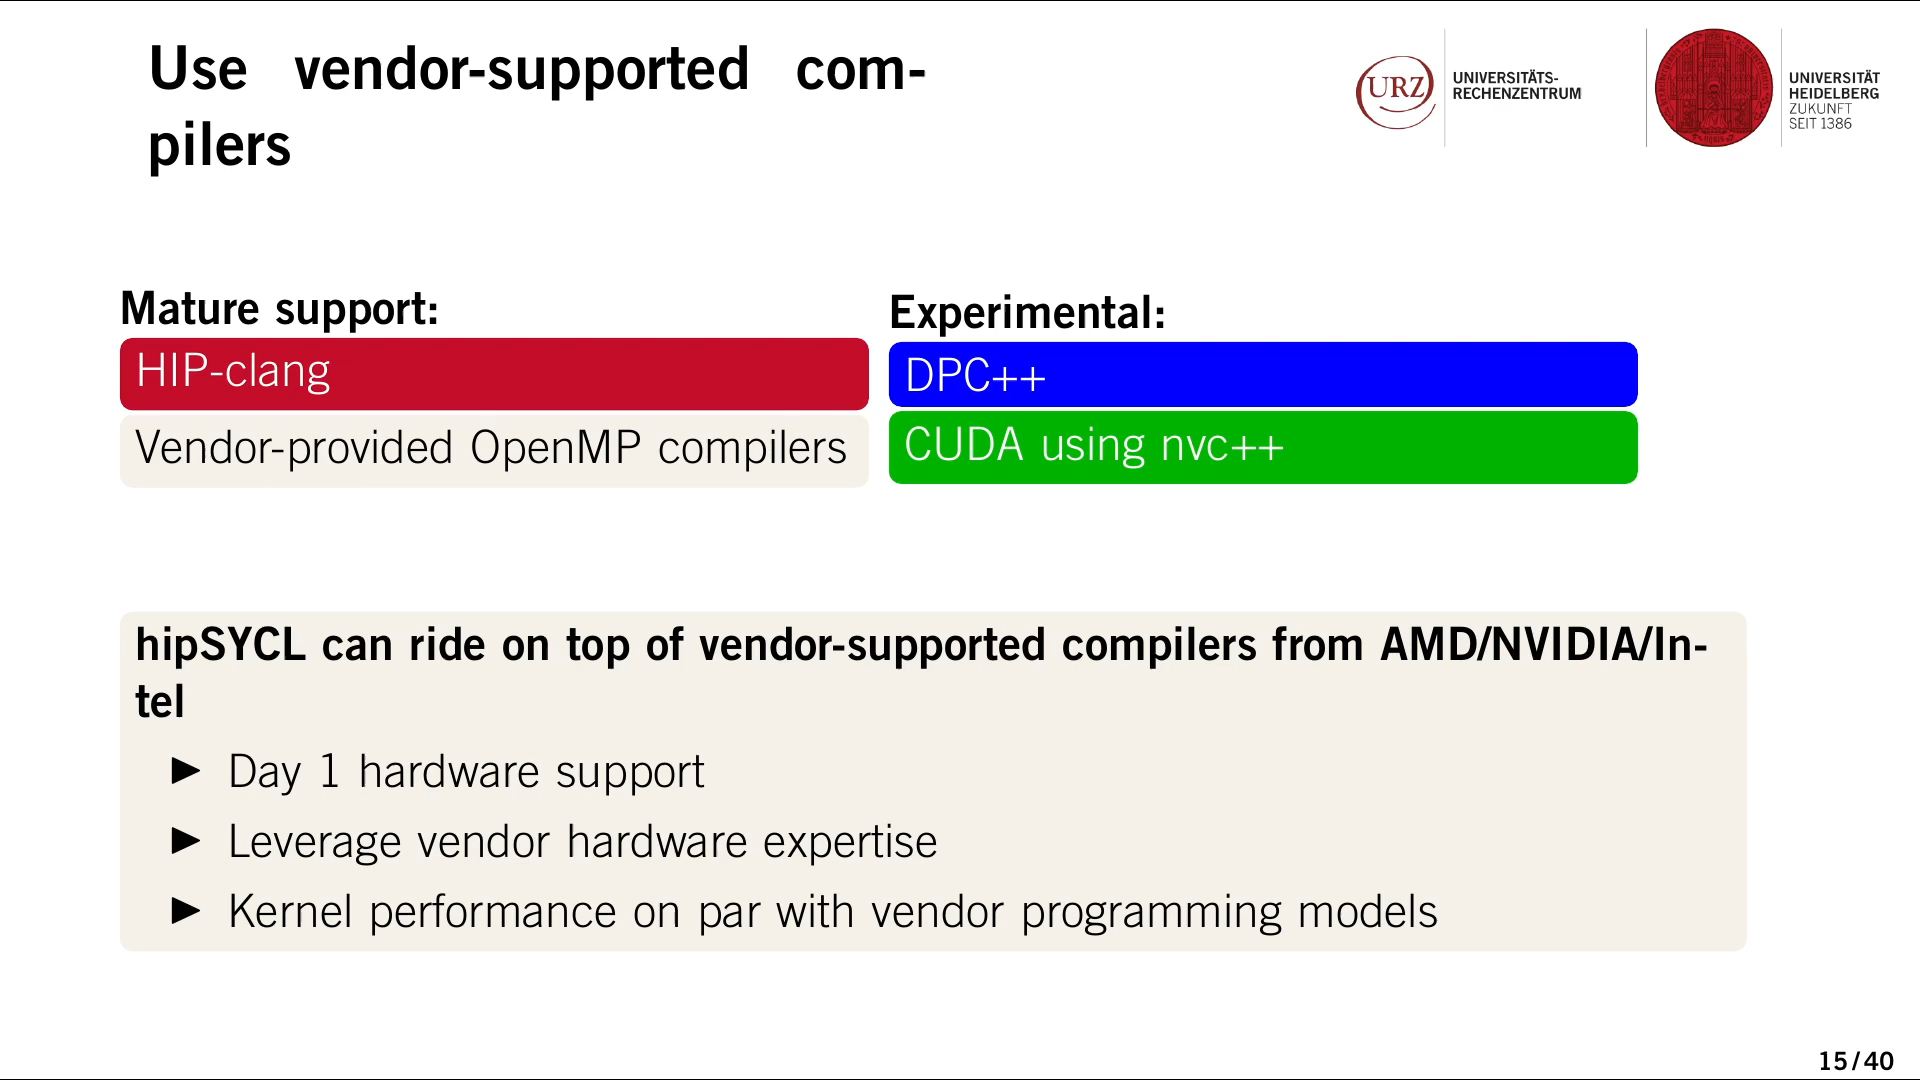 Use vendor-supported com-
pilers
URZ
UNIVERSITÄTS-
RECHENZENTRUM
UNIVERSITÄT
HEIDELBERG
ZUKUNFT
SEIT 1386
Mature support:
HIP-clang
Vendor-provided OpenMP compilers
Experimental:
DPC++
CUDA using nvc++
hipSYCL can ride on top of vendor-supported compilers from AMD/NVIDIA/In-
tel
▶ Day 1 hardware support
▶ Leverage vendor hardware expertise
▶ Kernel performance on par with vendor programming models
15/40